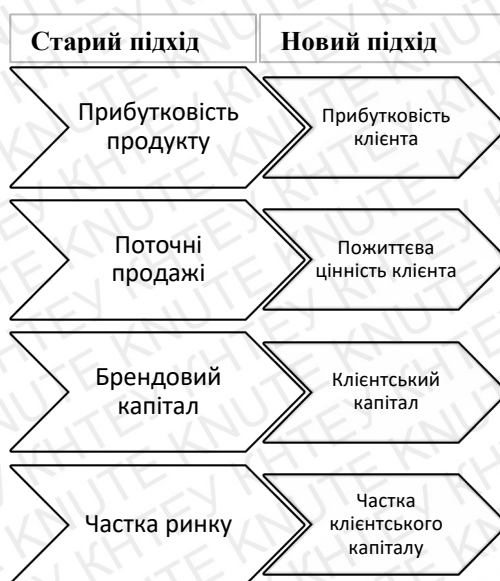 Старий підхід
Новий підхід
Прибутковість
продукту
Прибутковість
клієнта
Поточні
продажі
Пожиттєва
цінність клієнта
Брендовий
капітал
Клієнтський
капітал
Частка ринку
Частка
клієнтського
капіталу